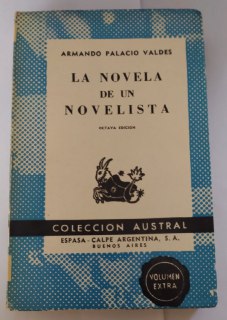 ARMANDO PALACIO VALDES
LA NOVELA
DE UN
NOVELISTA
OCTAVA EDICION
COLECCION AUSTRAL
ESPASA - CALPE ARGENTINA, S. A.
BUENOS AIRES
VOLUMEN
EXTRA